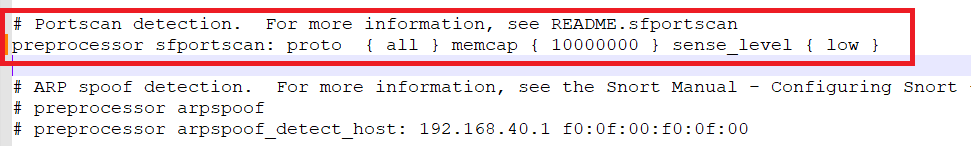 # Portscan detection.  For more information, see README.sfportscan
preprocessor sfportscan: proto  { all } memcap { 10000000 } sense_level { low }
# ARP spoof detection.  For more information, see the Snort Manual - Configuring Snort
# preprocessor arpspoof
# preprocessor arpspoof_detect_host: 192.168.40.1 f0:0f:00:f0:0f:00